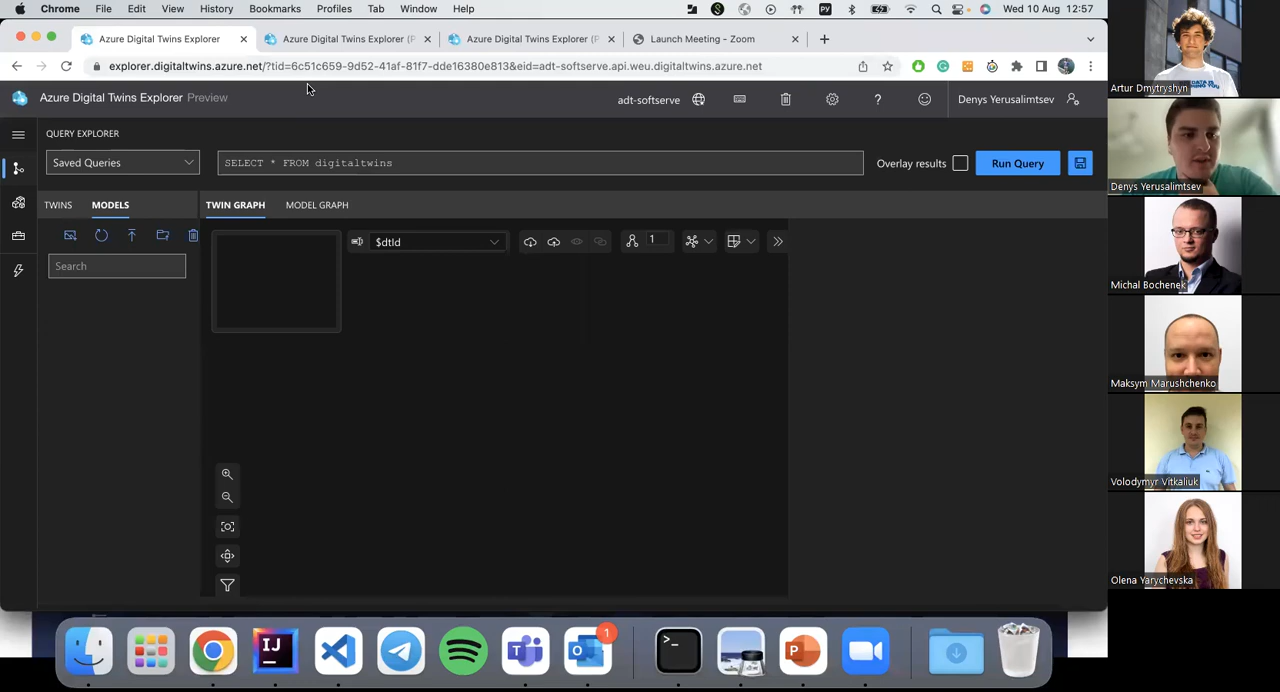 Chrome File Edit View History Bookmarks Profiles Tab Window Help
Wed 10 Aug 12:57
Azure Digital Twins Explorer
Azure Digital Twins Explorer (P
Azure Digital Twins Explorer (P
Launch Meeting - Zoom
explorer.digitaltwins.azure.net/?tid=6c51c659-9d52-41af-81f7-dde16380e813&eid=adt-softserve.api.weu.digitaltwins.azure.net
Azure Digital Twins Explorer Preview
adt-softserve
Denys Yerusalimtsev
QUERY EXPLORER
Saved Queries
SELECT * FROM digitaltwins
Overlay results
Run Query
TWINS MODELS
TWIN GRAPH MODEL GRAPH
Search
$dtId
1
Artur Dmytryshyn
Denys Yerusalimtsev
Michal Bochenek
Maksym Marushchenko
Volodymyr Vitkaliuk
Olena Yarychevska
1